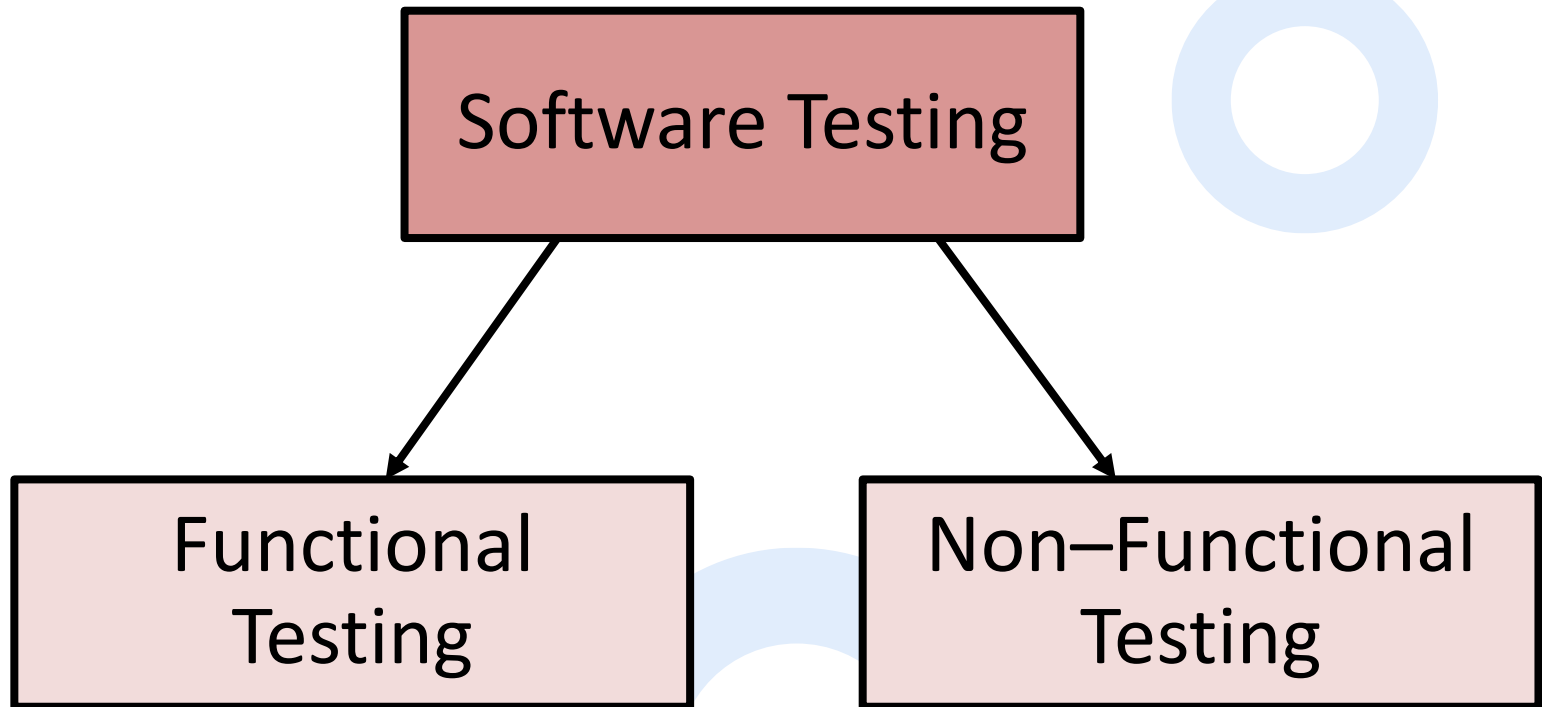 Software Testing
Functional
Testing
Non–Functional
Testing